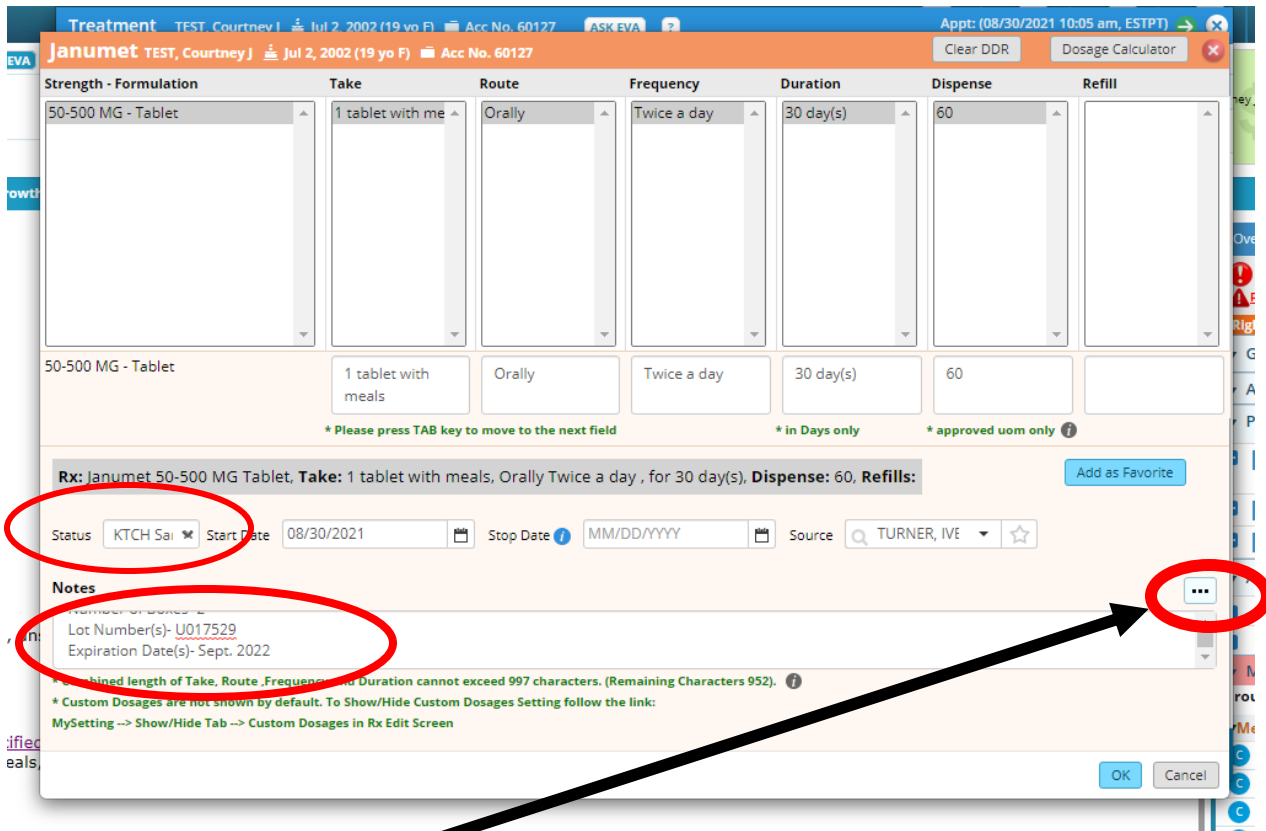 Treatment TEST, Courtney J Jul 2, 2002 (19 yo F) Acc No. 60127 ASK EVA ? Appt: (08/30/2021 10:05 am, ESTPT)
EVA Janumet TEST, Courtney J Jul 2, 2002 (19 yo F) Acc No. 60127 Clear DDR Dosage Calculator
Strength - Formulation Take Route Frequency Duration Dispense Refill
50-500 MG - Tablet 1 tablet with me Orally Twice a day 30 day(s) 60
50-500 MG - Tablet 1 tablet with meals Orally Twice a day 30 day(s) 60
* Please press TAB key to move to the next field * in Days only * approved uom only
Rx: Janumet 50-500 MG Tablet, Take: 1 tablet with meals, Orally Twice a day , for 30 day(s), Dispense: 60, Refills: Add as Favorite
Status KTCH Sai Start Date 08/30/2021 Stop Date MM/DD/YYYY Source TURNER, IVE
Notes ...
Number of Boxes- 2
Lot Number(s)- U017529
Expiration Date(s)- Sept. 2022
* Combined length of Take, Route ,Frequency and Duration cannot exceed 997 characters. (Remaining Characters 952).
* Custom Dosages are not shown by default. To Show/Hide Custom Dosages Setting follow the link:
MySetting --> Show/Hide Tab --> Custom Dosages in Rx Edit Screen
OK Cancel